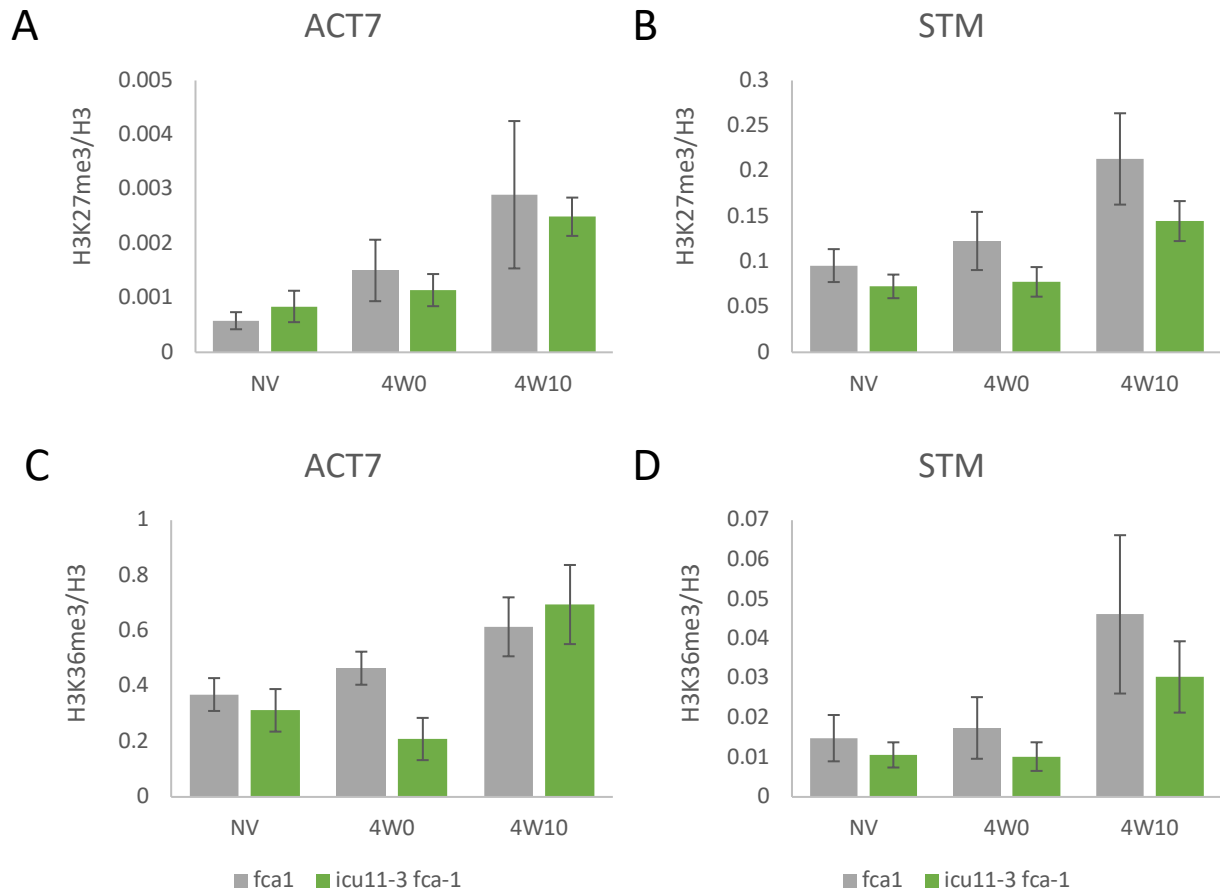 A
ACT7
H3K27me3/H3
0.005
0.004
0.003
0.002
0.001
0
NV 4W0 4W10
B
STM
H3K27me3/H3
0.3
0.25
0.2
0.15
0.1
0.05
0
NV 4W0 4W10
C
ACT7
H3K36me3/H3
1
0.8
0.6
0.4
0.2
0
NV 4W0 4W10
fca1 icu11-3 fca-1
D
STM
H3K36me3/H3
0.07
0.06
0.05
0.04
0.03
0.02
0.01
0
NV 4W0 4W10
fca1 icu11-3 fca-1